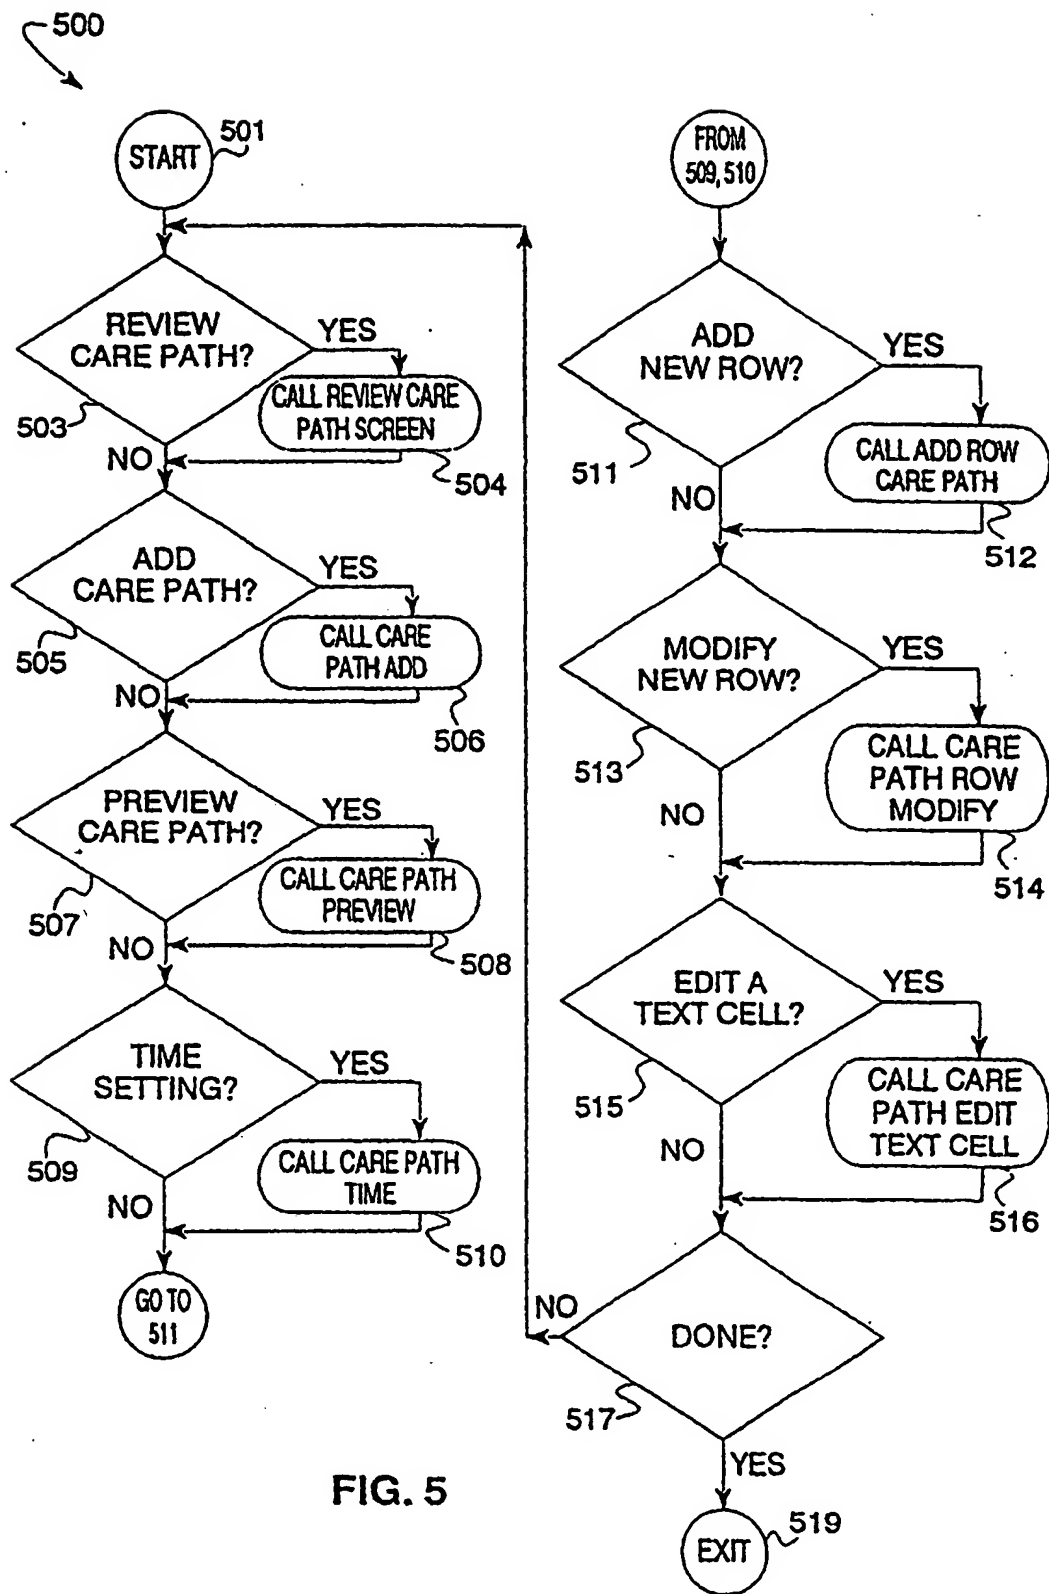 500
START
501
REVIEW
CARE PATH?
YES
503
CALL REVIEW CARE
PATH SCREEN
NO
504
ADD
CARE PATH?
YES
505
CALL CARE
PATH ADD
NO
506
PREVIEW
CARE PATH?
YES
507
CALL CARE PATH
PREVIEW
NO
508
TIME
SETTING?
YES
509
CALL CARE PATH
TIME
NO
510
GO TO
511
FROM
509, 510
ADD
NEW ROW?
YES
511
CALL ADD ROW
CARE PATH
NO
512
MODIFY
NEW ROW?
YES
513
CALL CARE
PATH ROW
MODIFY
NO
514
EDIT A
TEXT CELL?
YES
515
CALL CARE
PATH EDIT
TEXT CELL
NO
516
NO
DONE?
517
YES
EXIT
519
FIG. 5